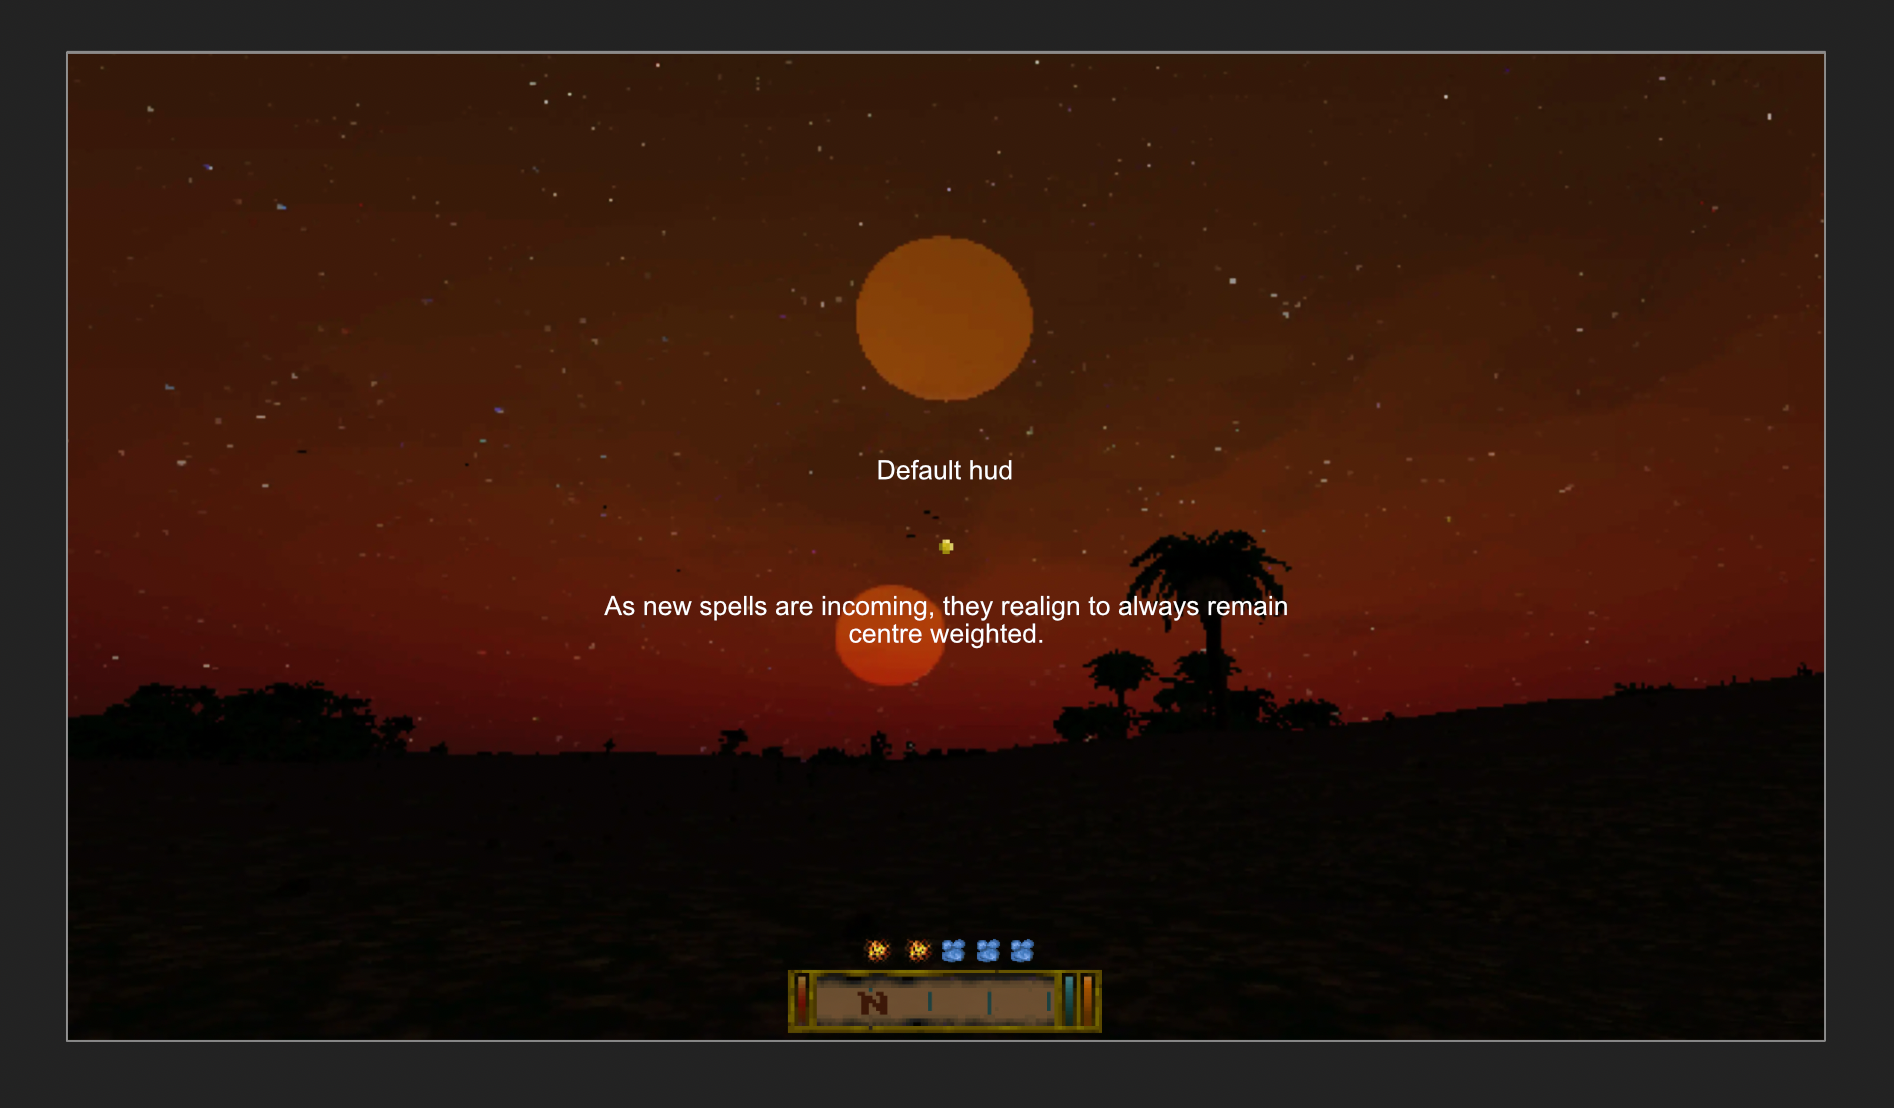 Default hud
As new spells are incoming, they realign to always remain
centre weighted.
N